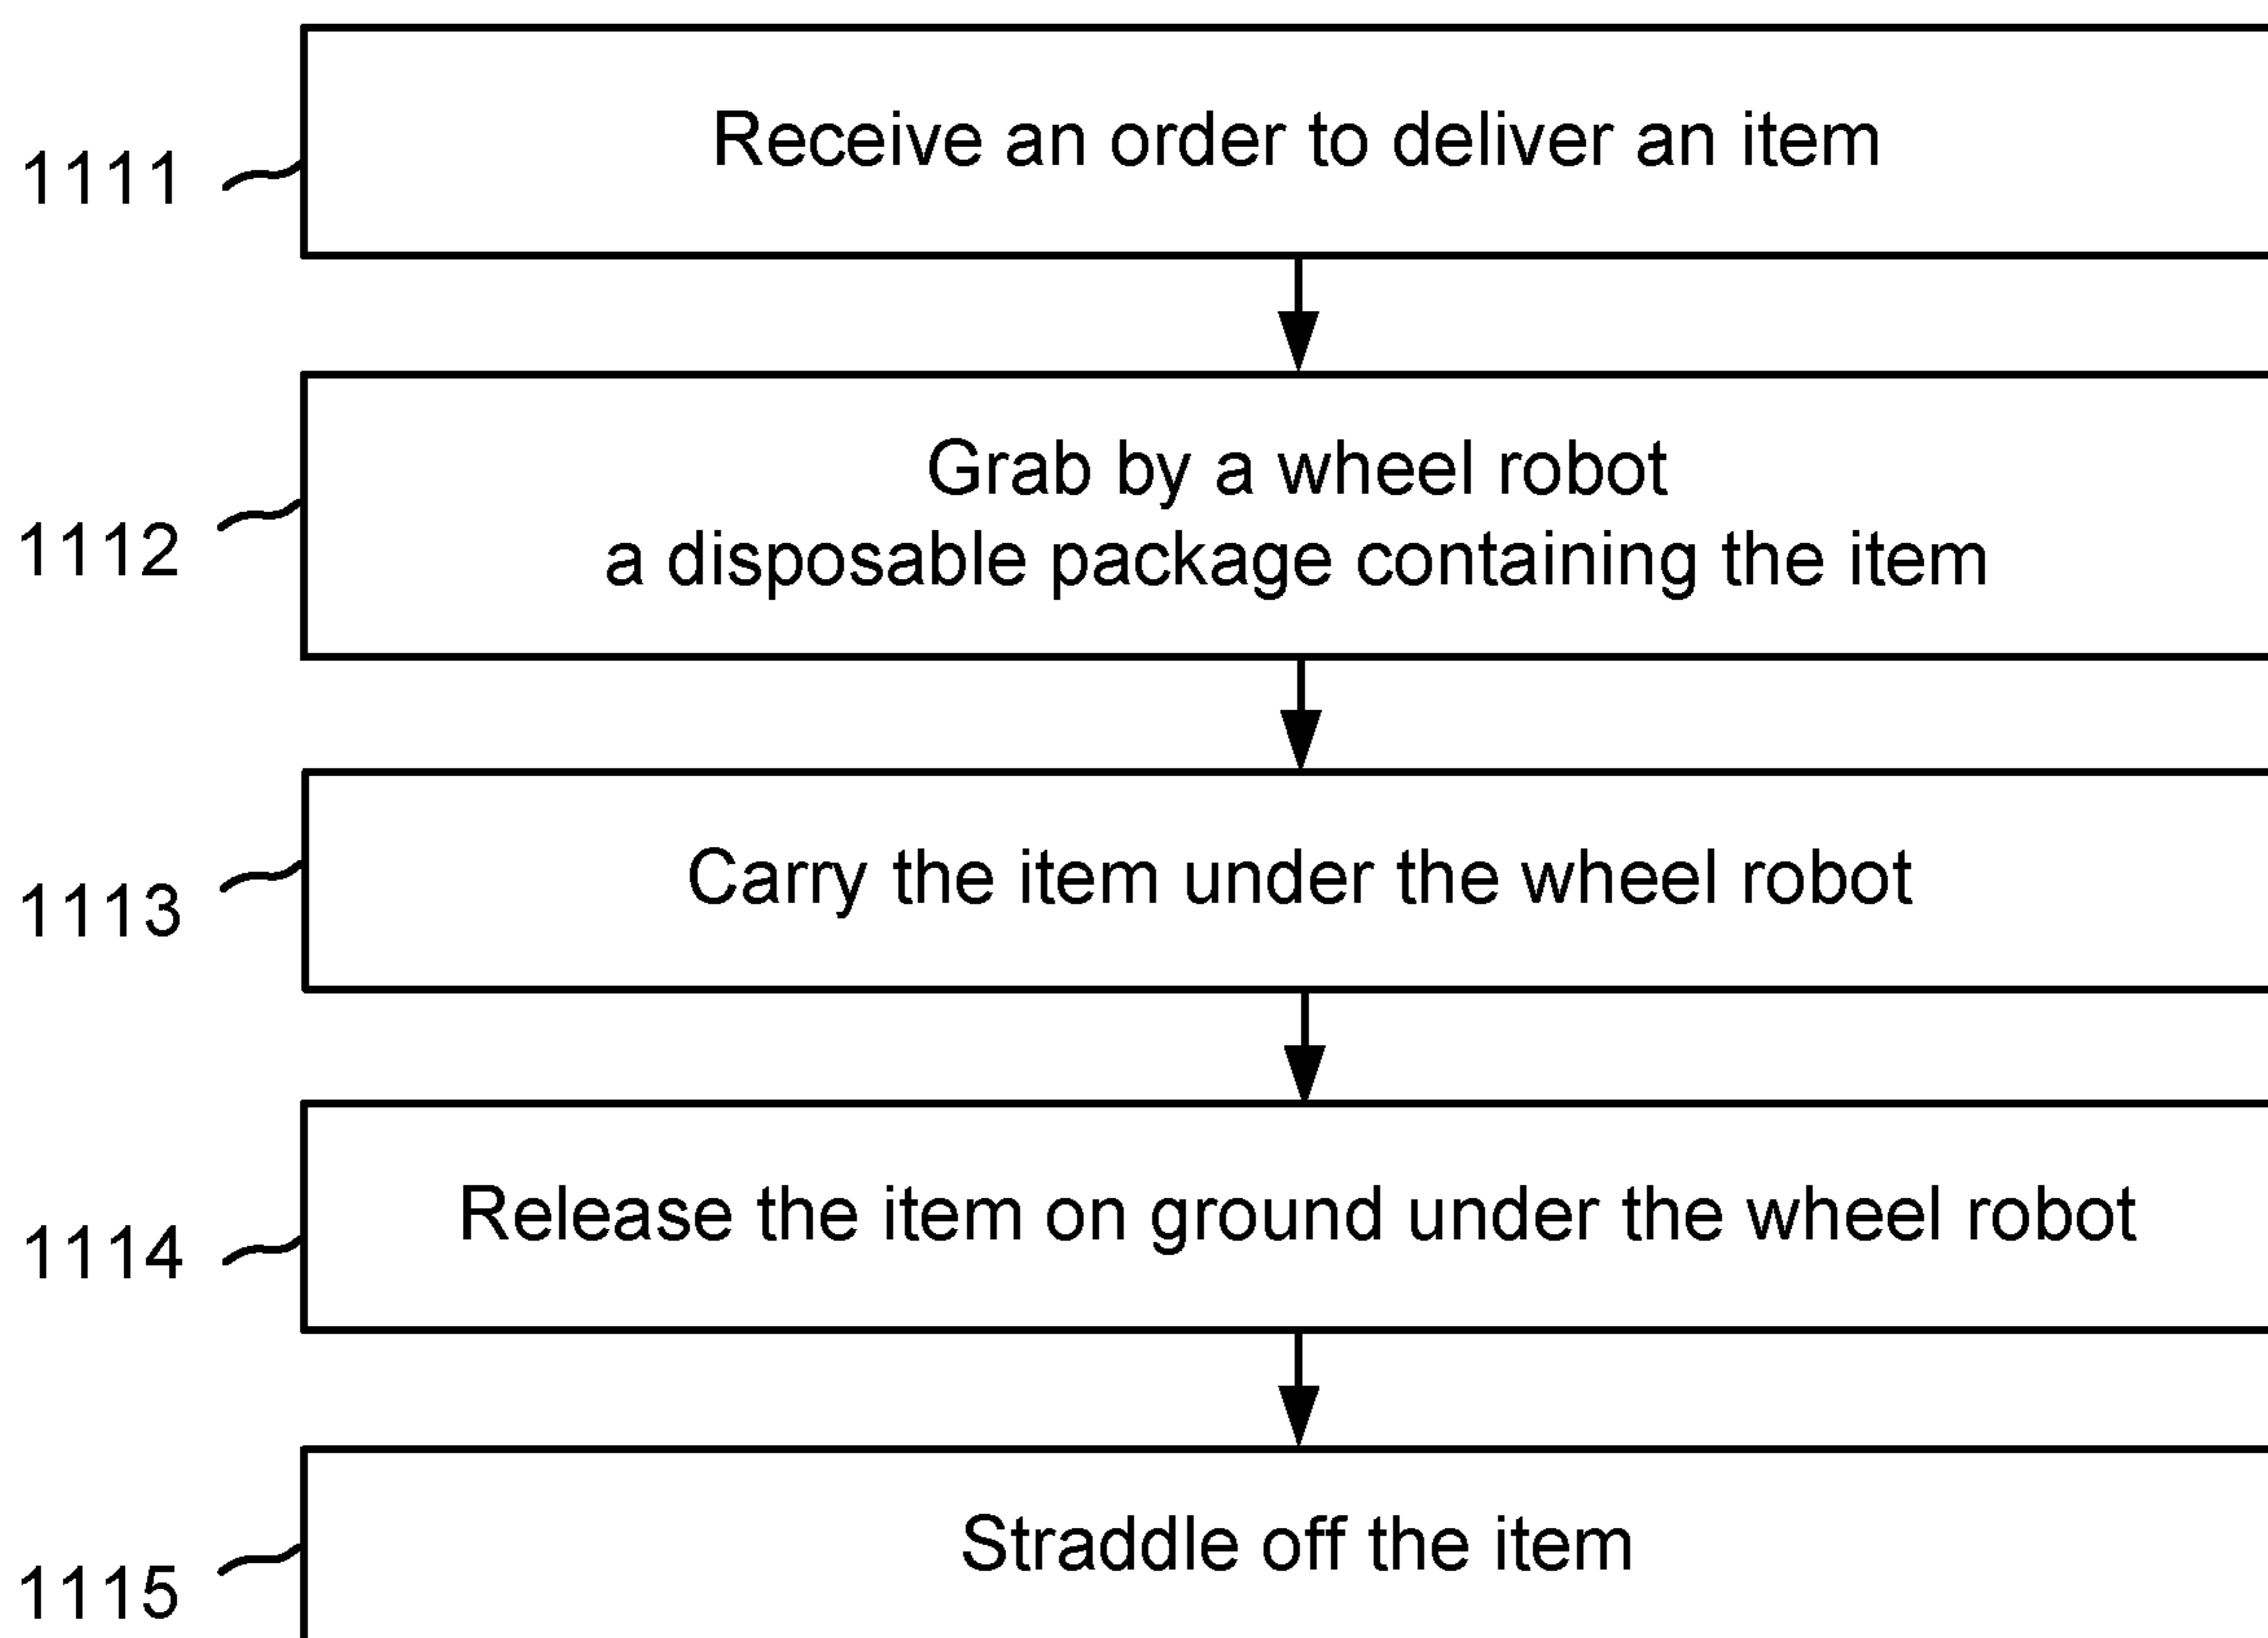 Receive an order to deliver an item
1111
Grab by a wheel robot
a disposable package containing the item
1112
Carry the item under the wheel robot
1113
Release the item on ground under the wheel robot
1114
Straddle off the item
1115